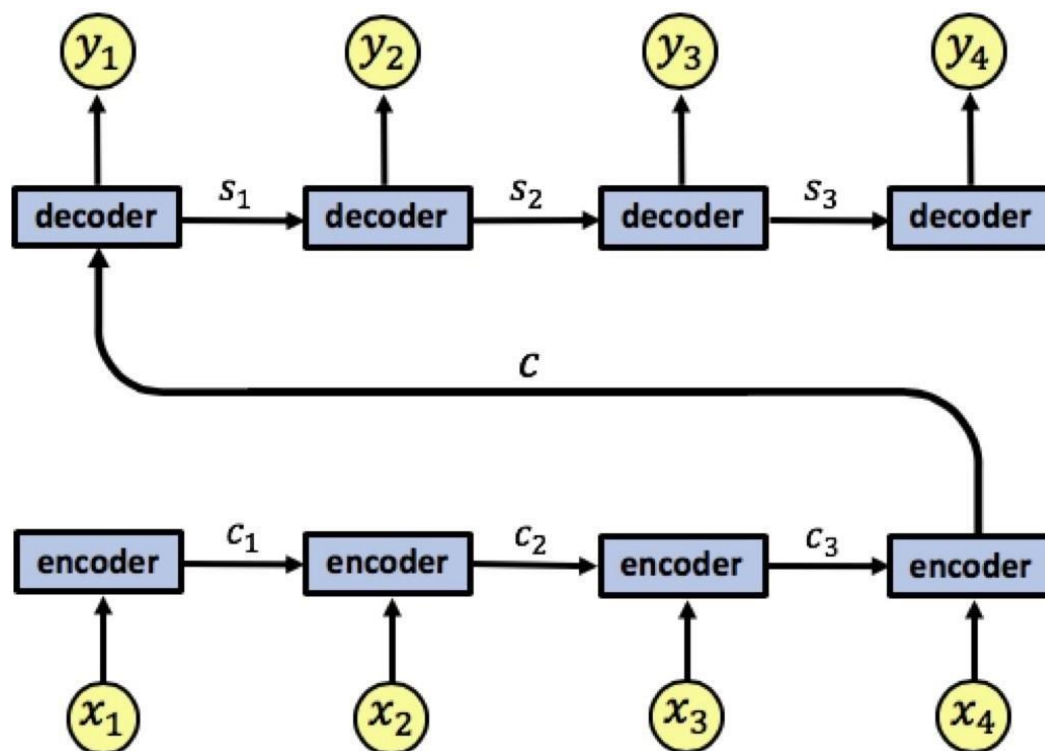 y₁ y₂ y₃ y₄
s₁ s₂ s₃
decoder decoder decoder decoder
c
c₁ c₂ c₃
encoder encoder encoder encoder
x₁ x₂ x₃ x₄